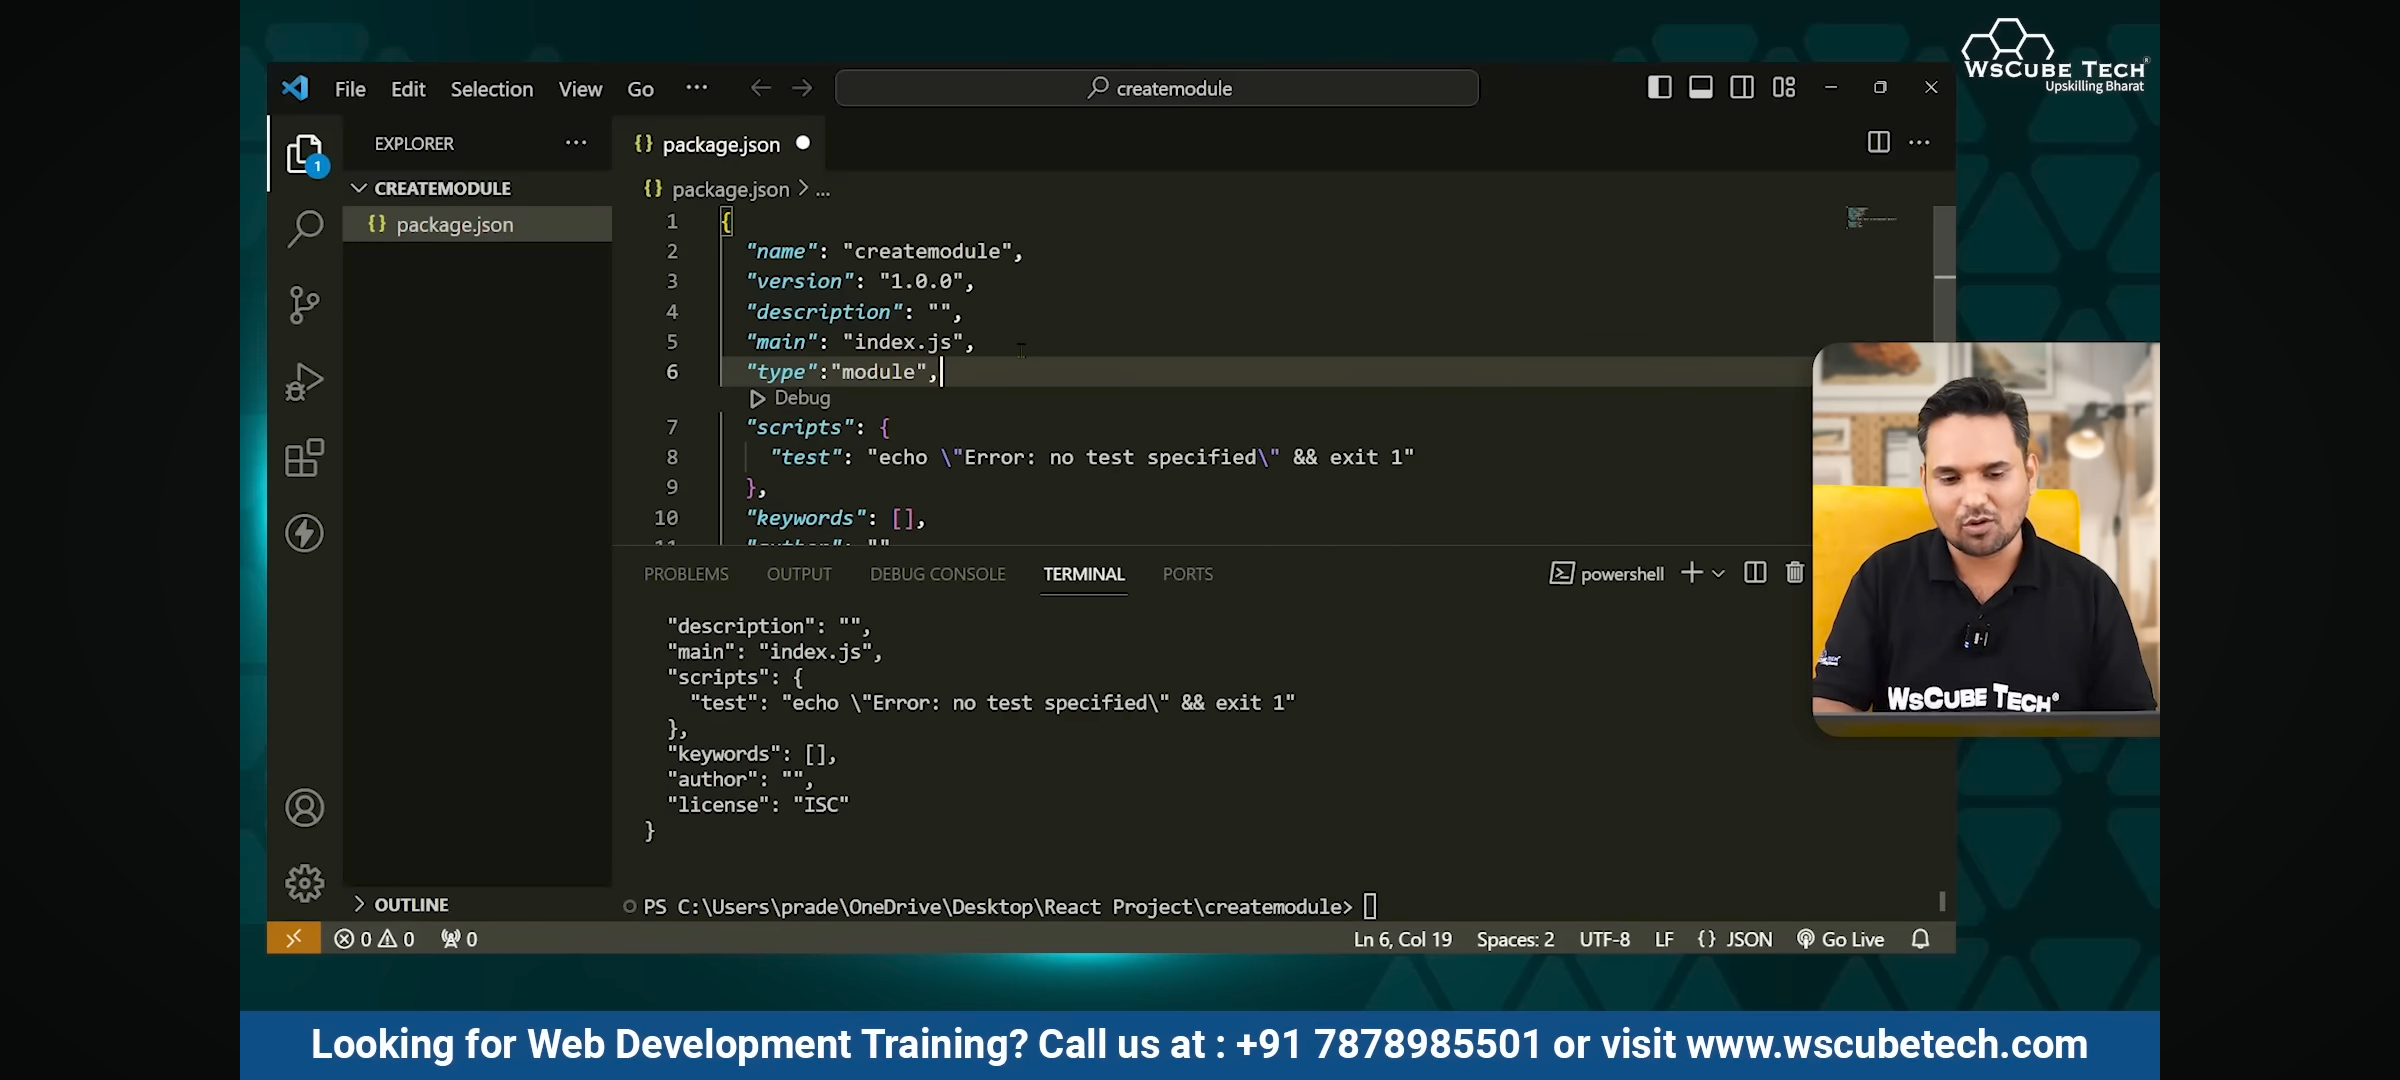 WsCube Tech®
Upskilling Bharat
File Edit Selection View Go ··· createmodule
EXPLORER ···
package.json
CREATEMODULE
package.json > ...
package.json
1 {
2 "name": "createmodule",
3 "version": "1.0.0",
4 "description": "",
5 "main": "index.js",
6 "type":"module",
Debug
7 "scripts": {
8 "test": "echo \"Error: no test specified\" && exit 1"
9 },
10 "keywords": [],
11 "author": ""
PROBLEMS OUTPUT DEBUG CONSOLE TERMINAL PORTS powershell
"description": "",
"main": "index.js",
"scripts": {
"test": "echo \"Error: no test specified\" && exit 1"
},
"keywords": [],
"author": "",
"license": "ISC"
}
PS C:\Users\prade\OneDrive\Desktop\React Project\createmodule>
OUTLINE
0 0 0 Ln 6, Col 19 Spaces: 2 UTF-8 LF {} JSON Go Live
1
WsCube Tech®
Looking for Web Development Training? Call us at : +91 7878985501 or visit www.wscubetech.com